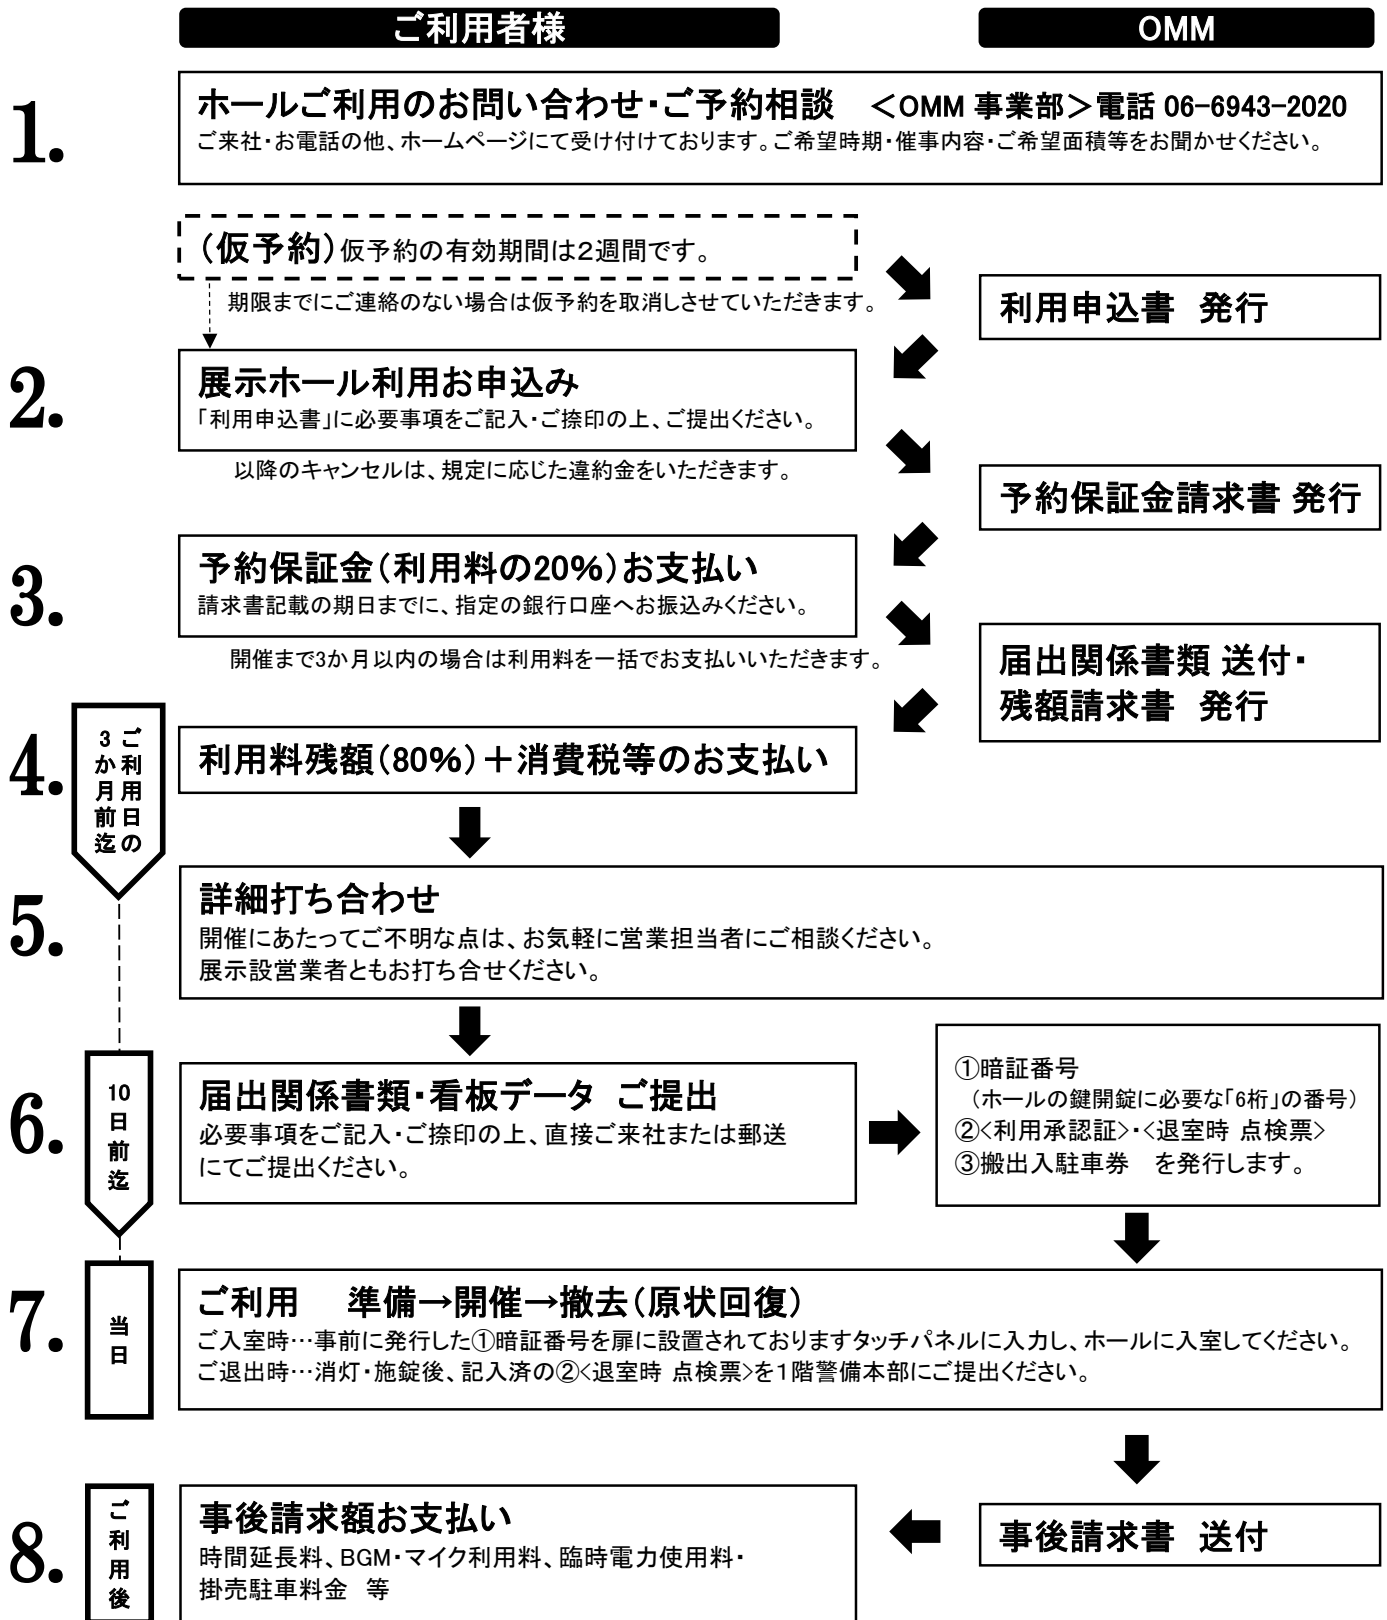 ご利用者様
OMM
1.
ホールご利用のお問い合わせ・ご予約相談　＜OMM 事業部＞電話 06-6943-2020
ご来社・お電話の他、ホームページにて受け付けております。ご希望時期・催事内容・ご希望面積等をお聞かせください。
（仮予約）仮予約の有効期間は２週間です。
期限までにご連絡のない場合は仮予約を取消しさせていただきます。
利用申込書　発行
2.
展示ホール利用お申込み
「利用申込書」に必要事項をご記入・ご捺印の上、ご提出ください。
以降のキャンセルは、規定に応じた違約金をいただきます。
予約保証金請求書 発行
3.
予約保証金（利用料の20％）お支払い
請求書記載の期日までに、指定の銀行口座へお振込みください。
開催まで3か月以内の場合は利用料を一括でお支払いいただきます。
届出関係書類 送付・
残額請求書　発行
4.
ご利用日の
3か月前迄
利用料残額（80％）＋消費税等のお支払い
5.
詳細打ち合わせ
開催にあたってご不明な点は、お気軽に営業担当者にご相談ください。
展示設営業者ともお打ち合せください。
6.
10日前迄
届出関係書類・看板データ　ご提出
必要事項をご記入・ご捺印の上、直接ご来社または郵送
にてご提出ください。
①暗証番号
（ホールの鍵開錠に必要な「6桁」の番号）
②<利用承認証>・<退室時 点検票>
③搬出入駐車券　を発行します。
7.
当日
ご利用　準備→開催→撤去（原状回復）
ご入室時…事前に発行した①暗証番号を扉に設置されておりますタッチパネルに入力し、ホールに入室してください。
ご退出時…消灯・施錠後、記入済の②<退室時 点検票>を１階警備本部にご提出ください。
8.
ご利用後
事後請求額お支払い
時間延長料、BGM・マイク利用料、臨時電力使用料・
掛売駐車料金　等
事後請求書　送付